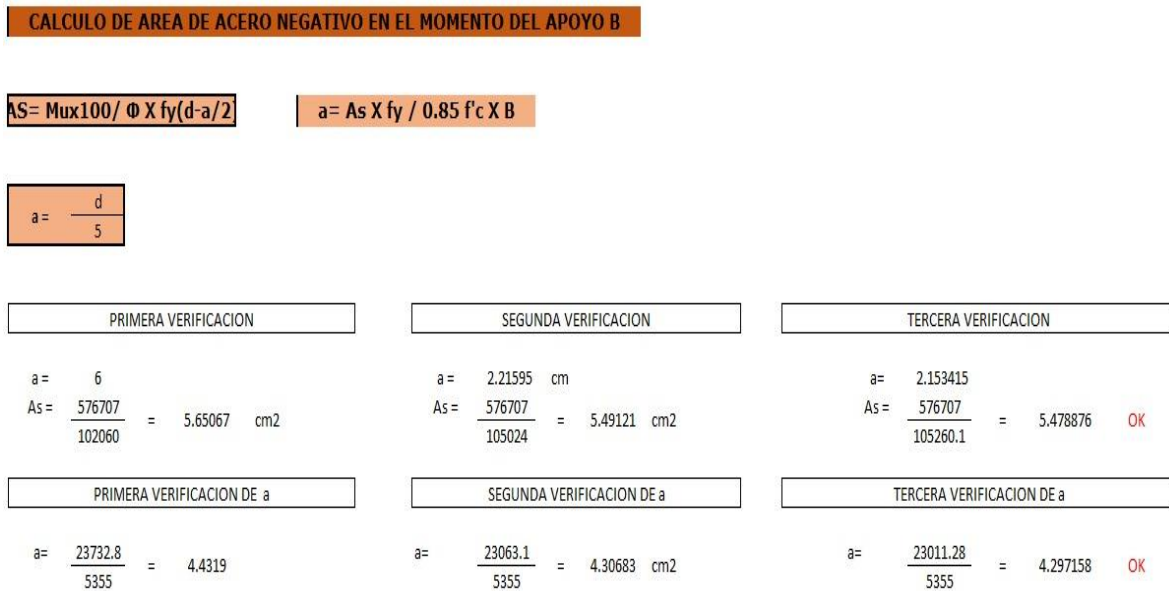 CALCULO DE AREA DE ACERO NEGATIVO EN EL MOMENTO DEL APOYO B
AS= Mux100/ Φ X fy(d-a/2)
a= As X fy / 0.85 f'c X B
a = d
5
PRIMERA VERIFICACION
a = 6
As = 576707 = 5.65067 cm2
102060
PRIMERA VERIFICACION DE a
a= 23732.8 = 4.4319
5355
SEGUNDA VERIFICACION
a = 2.21595 cm
As = 576707 = 5.49121 cm2
105024
SEGUNDA VERIFICACION DE a
a= 23063.1 = 4.30683 cm2
5355
TERCERA VERIFICACION
a= 2.153415
As = 576707 = 5.478876 OK
105260.1
TERCERA VERIFICACION DE a
a= 23011.28 = 4.297158 OK
5355